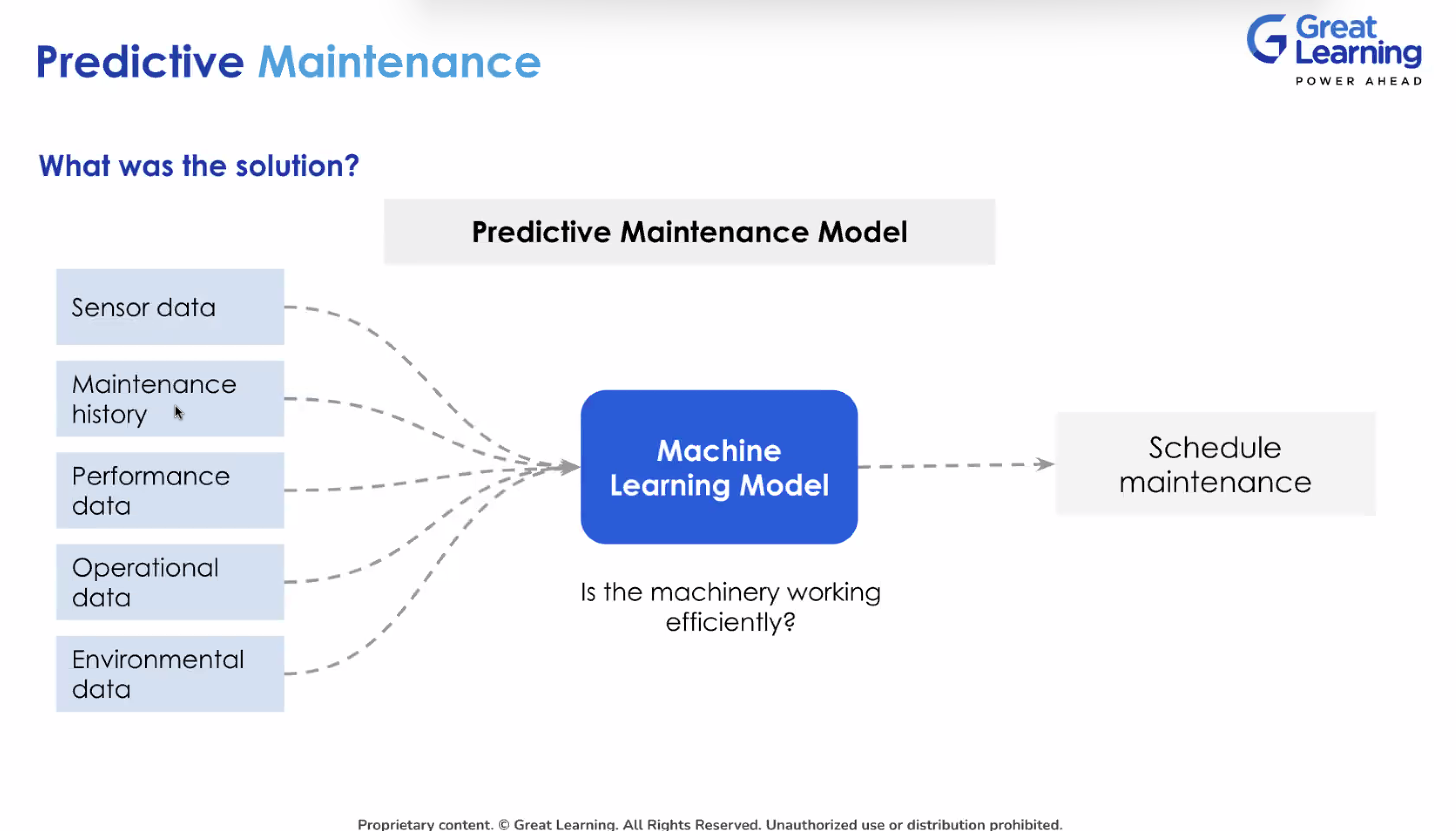 Great
Learning
POWER AHEAD
Predictive Maintenance
What was the solution?
Predictive Maintenance Model
Sensor data
Maintenance
history
Performance
data
Operational
data
Environmental
data
Machine
Learning Model
Is the machinery working
efficiently?
Schedule
maintenance
Proprietary content. © Great Learning. All Rights Reserved. Unauthorized use or distribution prohibited.